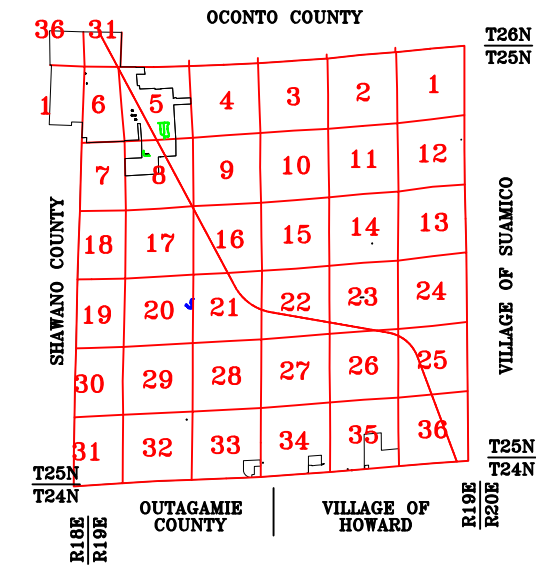 OCONTO COUNTY
36 31
T26N
T25N
1 6 5 4 3 2 1
7 8 9 10 11 12
18 17 16 15 14 13
19 20 21 22 23 24
30 29 28 27 26 25
31 32 33 34 35 36
SHAWANO COUNTY
VILLAGE OF SUAMICO
T25N
T24N
T25N
T24N
R18E
R19E
OUTAGAMIE
COUNTY
VILLAGE OF
HOWARD
R19E
R20E